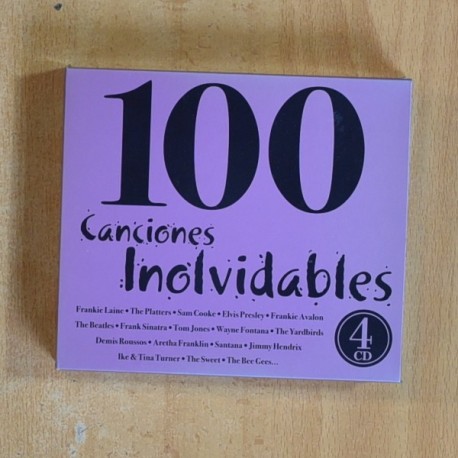 100
Canciones
Inolvidables
Frankie Laine • The Platters • Sam Cooke • Elvis Presley • Frankie Avalon
The Beatles • Frank Sinatra • Tom Jones • Wayne Fontana • The Yardbirds
Demis Roussos • Aretha Franklin • Santana • Jimmy Hendrix
Ike & Tina Turner • The Sweet • The Bee Gees...
4
CD